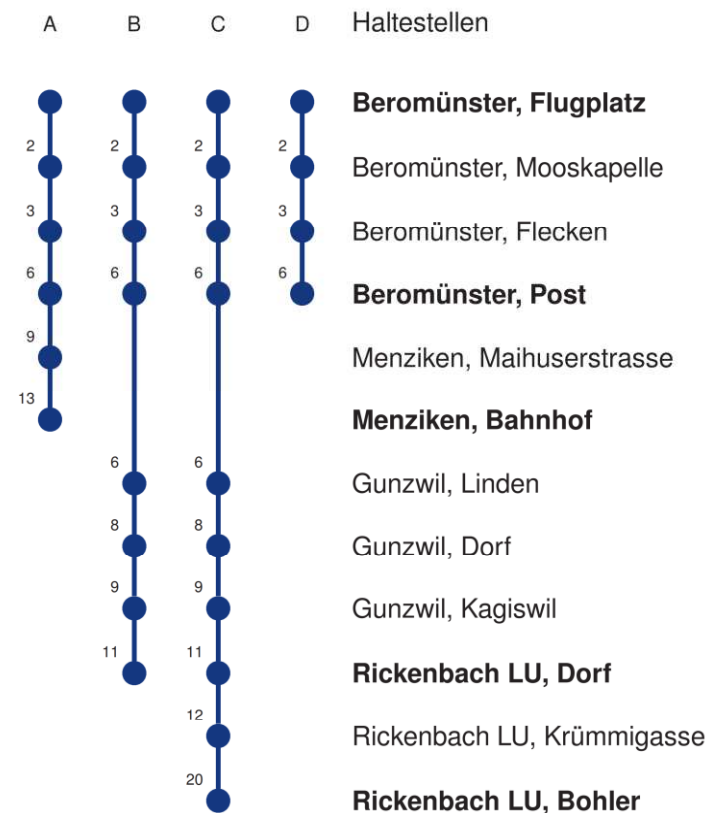 A B C D Haltestellen
Beromünster, Flugplatz
2 2 2 2 Beromünster, Mooskapelle
3 3 3 3 Beromünster, Flecken
6 6 6 6 Beromünster, Post
9 Menziken, Maihuserstrasse
13 Menziken, Bahnhof
6 6 Gunzwil, Linden
8 8 Gunzwil, Dorf
9 9 Gunzwil, Kagiswil
11 11 Rickenbach LU, Dorf
12 Rickenbach LU, Krümmigasse
20 Rickenbach LU, Bohler